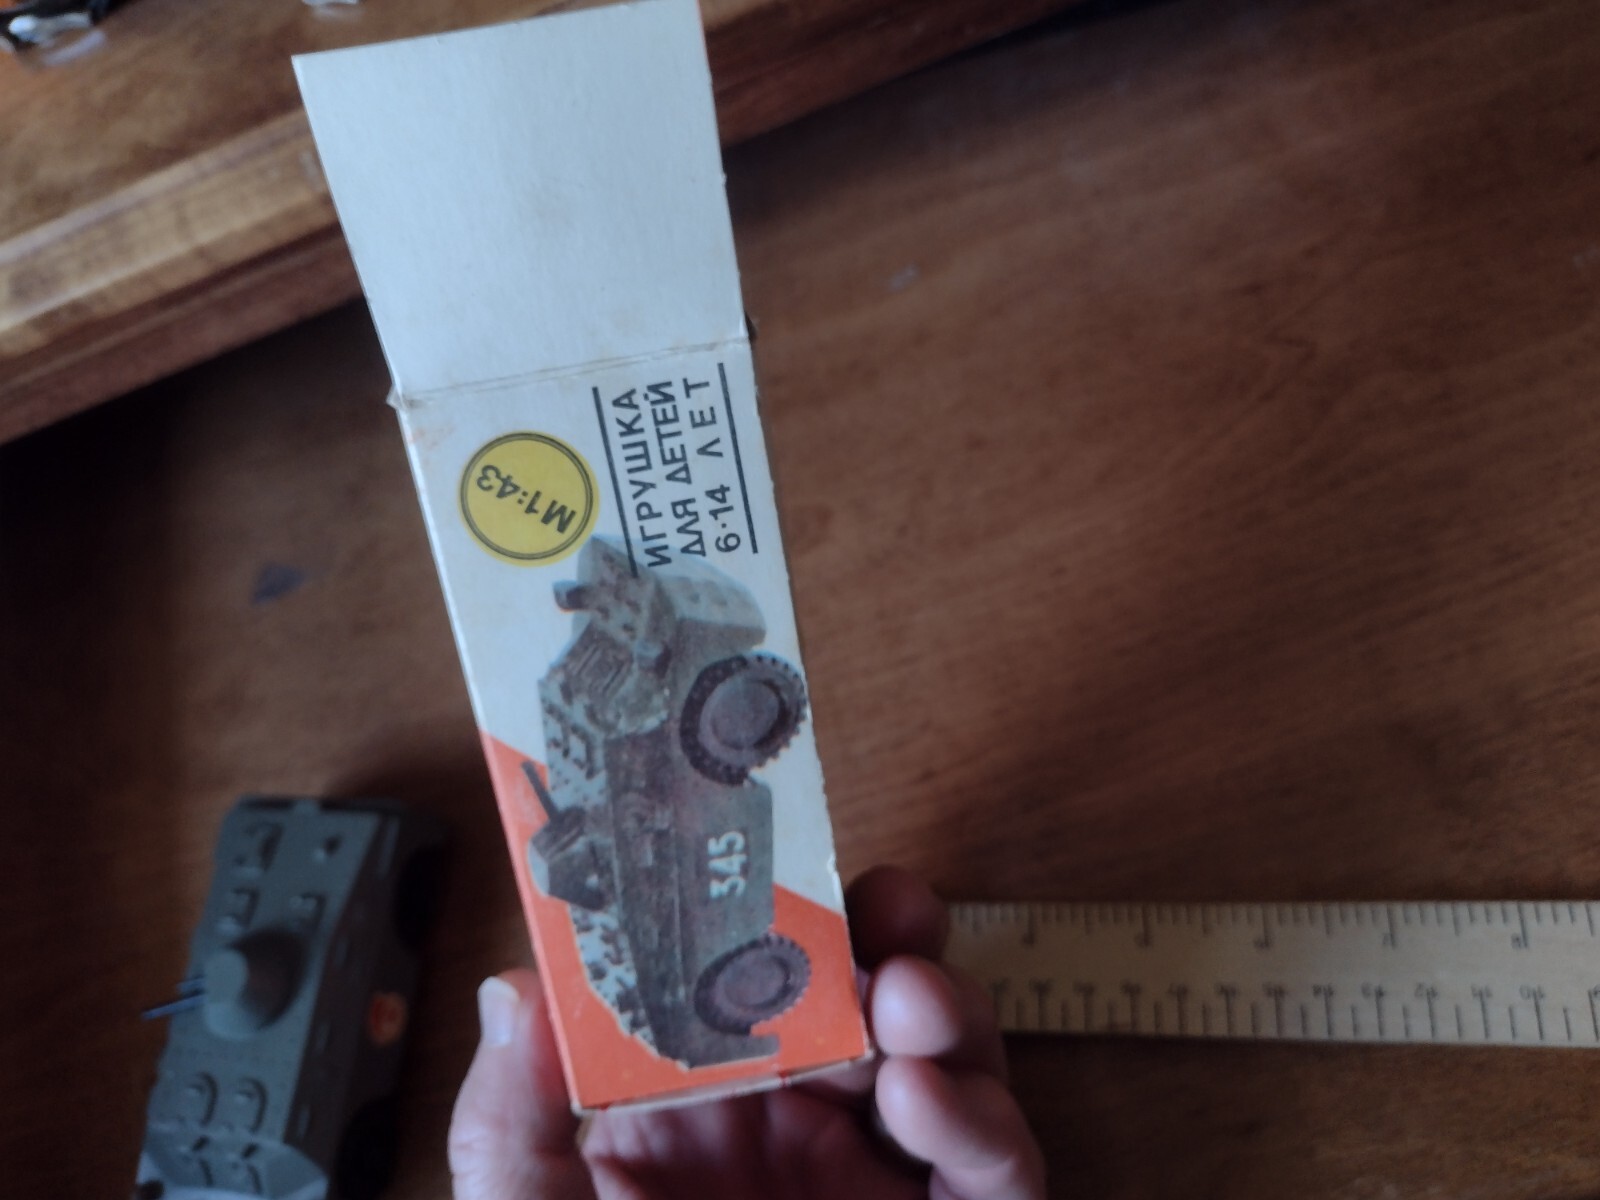 М1:43
ИГРУШКА
ДЛЯ ДЕТЕЙ
6·14 ЛЕТ
345